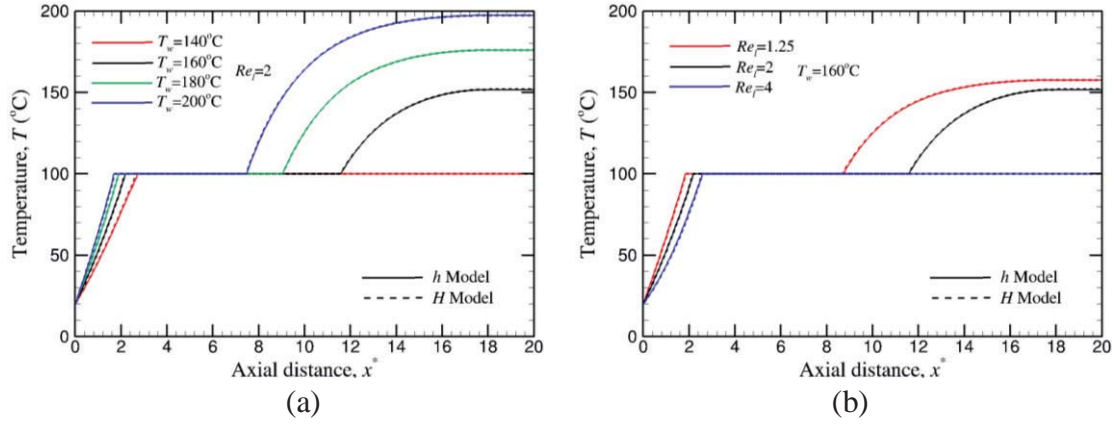 200
150
100
50
0
Temperature, T (°C)
T_w=140°C
T_w=160°C
T_w=180°C
T_w=200°C
Re_l=2
h Model
H Model
0 2 4 6 8 10 12 14 16 18 20
Axial distance, x*
(a)
200
150
100
50
0
Temperature, T (°C)
Re_l=1.25
Re_l=2
Re_l=4
T_w=160°C
h Model
H Model
0 2 4 6 8 10 12 14 16 18 20
Axial distance, x*
(b)